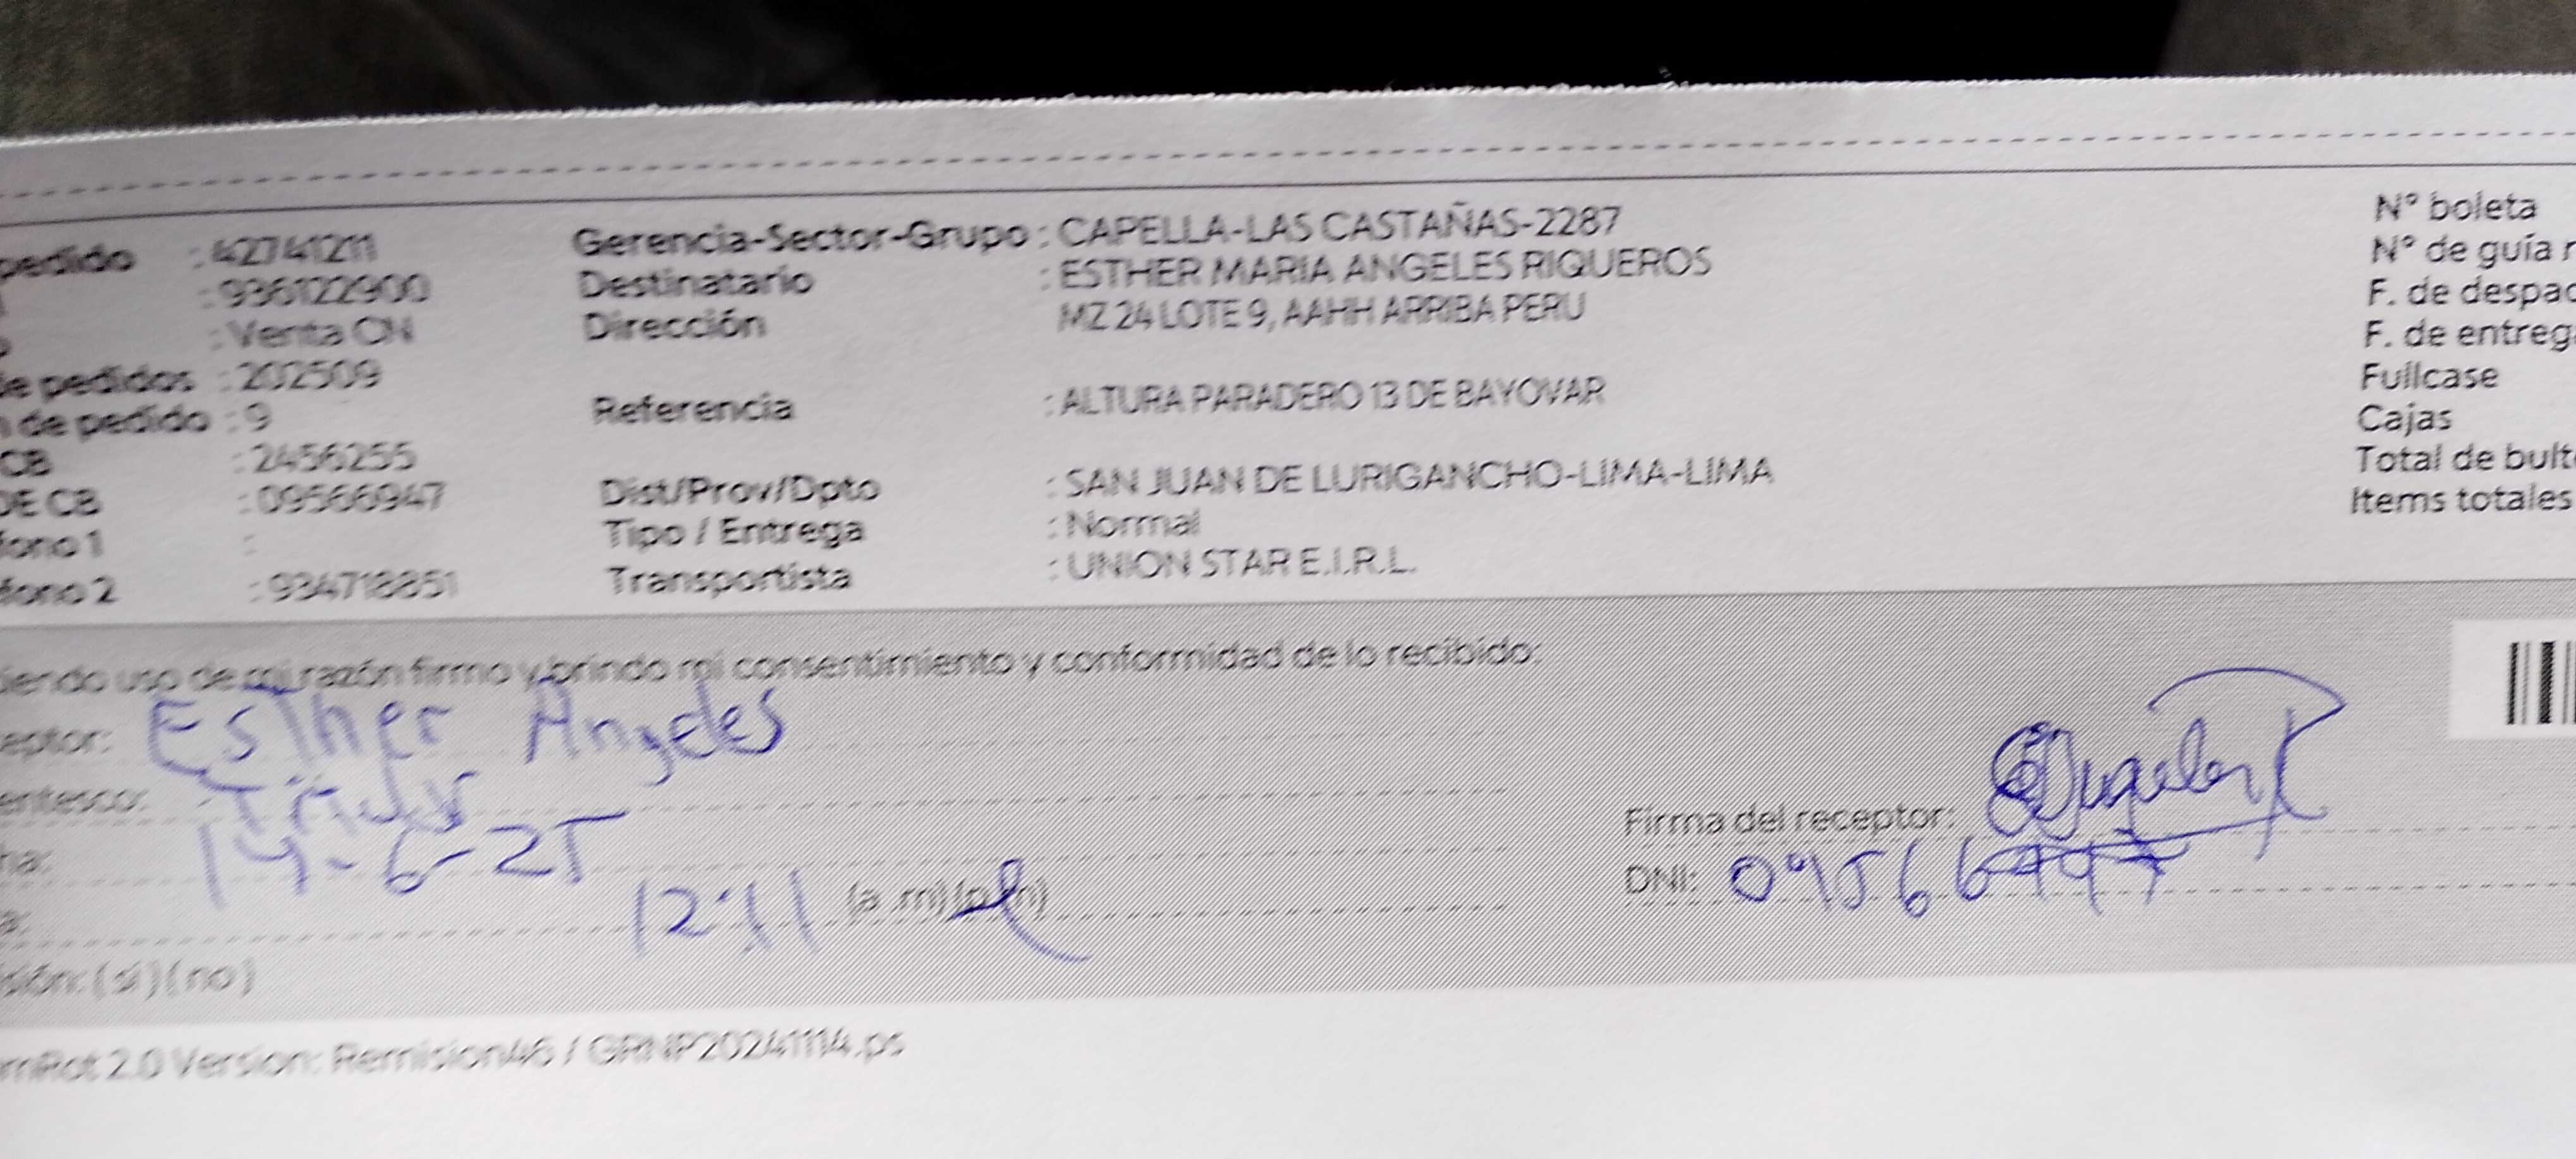 pedido : 42741211 Gerencia-Sector-Grupo : CAPELLA-LAS CASTAÑAS-2287 N° boleta
: 936122900 Destinatario : ESTHER MARIA ANGELES RIQUEROS N° de guía r
: Venta CN Dirección MZ 24 LOTE 9, AAHH ARRIBA PERU F. de despac
de pedidos : 202509 F. de entrega
n de pedido : 9 Referencia : ALTURA PARADERO 13 DE BAYOVAR Fullcase
CB : 2456255 Cajas
DE CB : 09566947 Dist/Prov/Dpto : SAN JUAN DE LURIGANCHO-LIMA-LIMA Total de bulto
fono 1 : Tipo / Entrega : Normal Items totales
fono 2 : 934718851 Transportista : UNION STAR E.I.R.L.
iendo uso de mi razón firmo y brindo mi consentimiento y conformidad de lo recibido:
eptor: Esther Angeles
entesco:
ha: 14-6-25 Firma del receptor:
a: 12:11 (a .m) (p.m) DNI: 09566947
sión: ( si ) ( no )
mRot 2.0 Version: Remision46 / GRNP20241114.ps